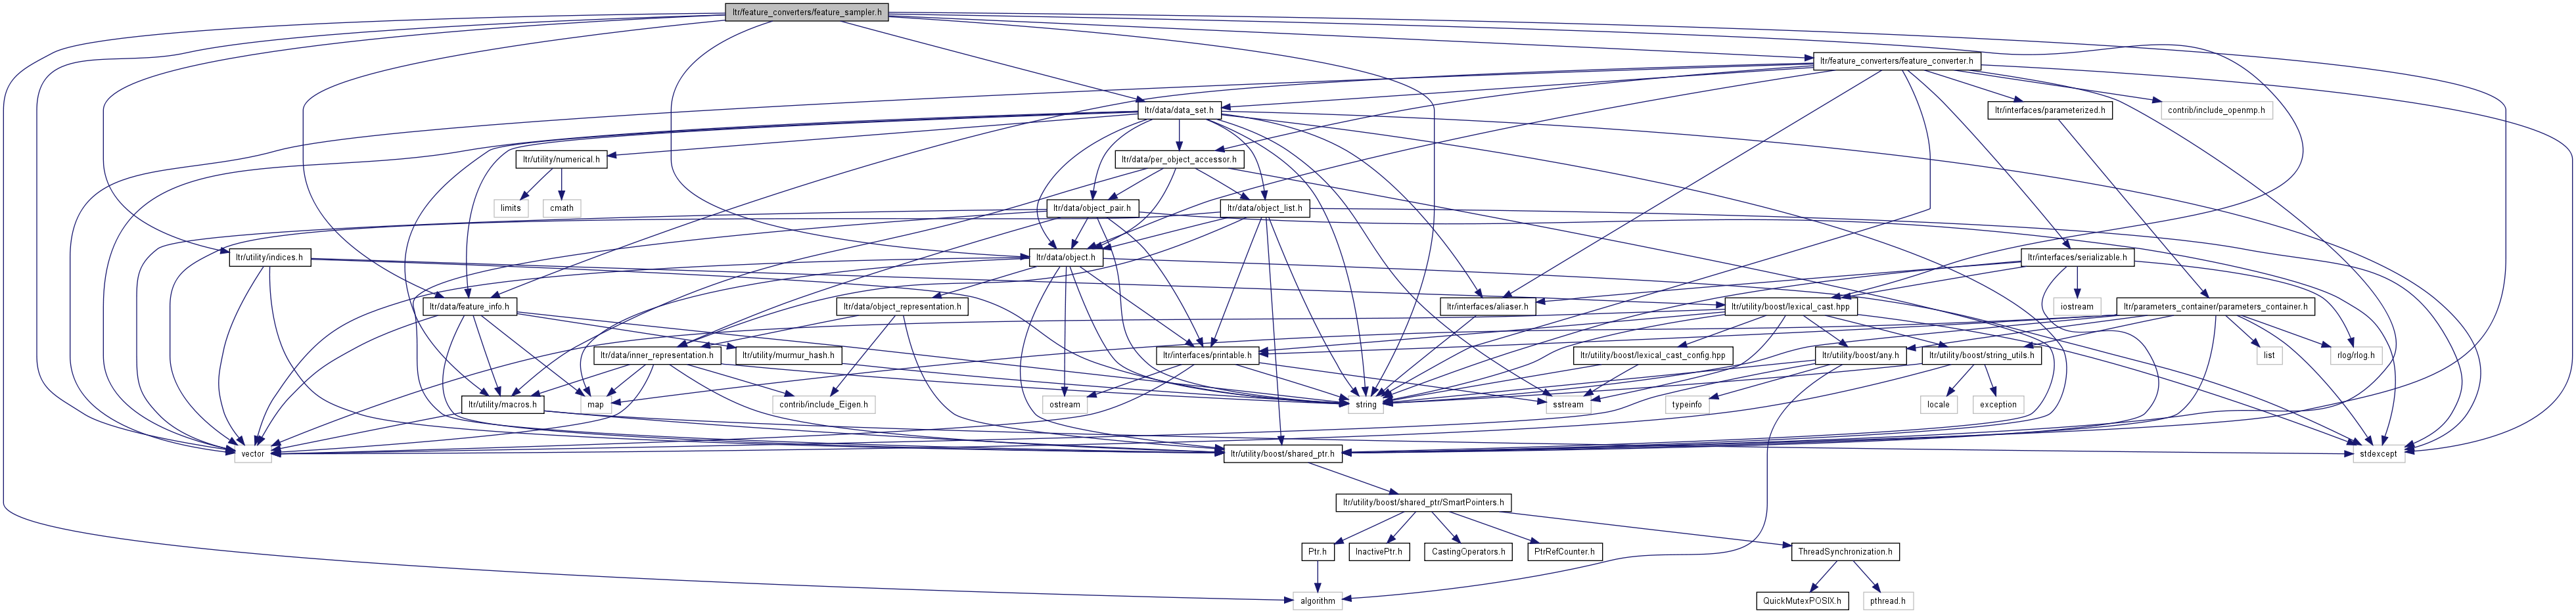 ltr/feature_converters/feature_sampler.h
ltr/feature_converters/feature_converter.h
ltr/data/data_set.h
ltr/interfaces/parameterized.h
contrib/include_openmp.h
ltr/utility/numerical.h
ltr/data/per_object_accessor.h
limits
cmath
ltr/data/object_pair.h
ltr/data/object_list.h
ltr/utility/indices.h
ltr/data/object.h
ltr/interfaces/serializable.h
ltr/data/feature_info.h
ltr/data/object_representation.h
ltr/interfaces/aliaser.h
ltr/utility/boost/lexical_cast.hpp
iostream
ltr/parameters_container/parameters_container.h
ltr/data/inner_representation.h
ltr/utility/murmur_hash.h
ltr/interfaces/printable.h
ltr/utility/boost/lexical_cast_config.hpp
ltr/utility/boost/any.h
ltr/utility/boost/string_utils.h
list
rlog/rlog.h
ltr/utility/macros.h
map
contrib/include_Eigen.h
ostream
string
sstream
typeinfo
locale
exception
vector
ltr/utility/boost/shared_ptr.h
stdexcept
ltr/utility/boost/shared_ptr/SmartPointers.h
Ptr.h
InactivePtr.h
CastingOperators.h
PtrRefCounter.h
ThreadSynchronization.h
algorithm
QuickMutexPOSIX.h
pthread.h